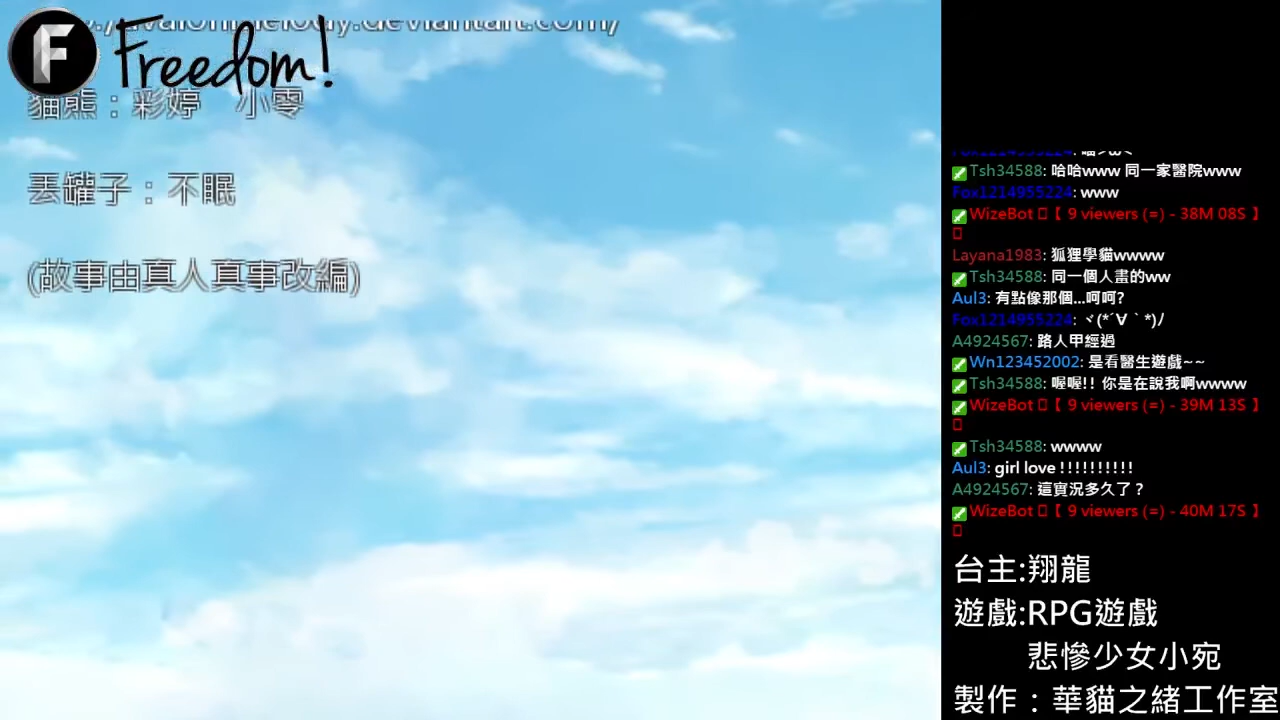 Freedom!
貓熊：彩婷　小零
丟罐子：不眠
(故事由真人真事改編)
Fox1214955224:
Tsh34588: 哈哈www 同一家醫院www
Fox1214955224: www
WizeBot 【 9 viewers (=) - 38M 08S 】
Layana1983: 狐狸學貓wwww
Tsh34588: 同一個人畫的ww
Aul3: 有點像那個...呵呵?
Fox1214955224: ヾ(*´∀｀*)ﾉ
A4924567: 路人甲經過
Wn123452002: 是看醫生遊戲~~
Tsh34588: 喔喔!! 你是在說我啊wwww
WizeBot 【 9 viewers (=) - 39M 13S 】
Tsh34588: wwww
Aul3: girl love !!!!!!!!!!
A4924567: 這實況多久了？
WizeBot 【 9 viewers (=) - 40M 17S 】
台主:翔龍
遊戲:RPG遊戲
悲慘少女小宛
製作：華貓之緒工作室